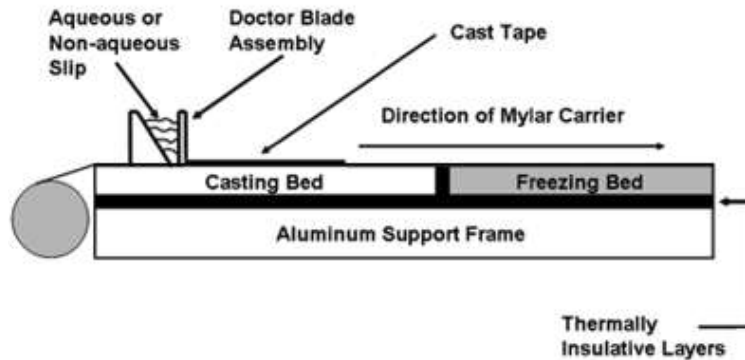 Aqueous or
Non-aqueous
Slip
Doctor Blade
Assembly
Cast Tape
Direction of Mylar Carrier
Casting Bed
Freezing Bed
Aluminum Support Frame
Thermally
Insulative Layers